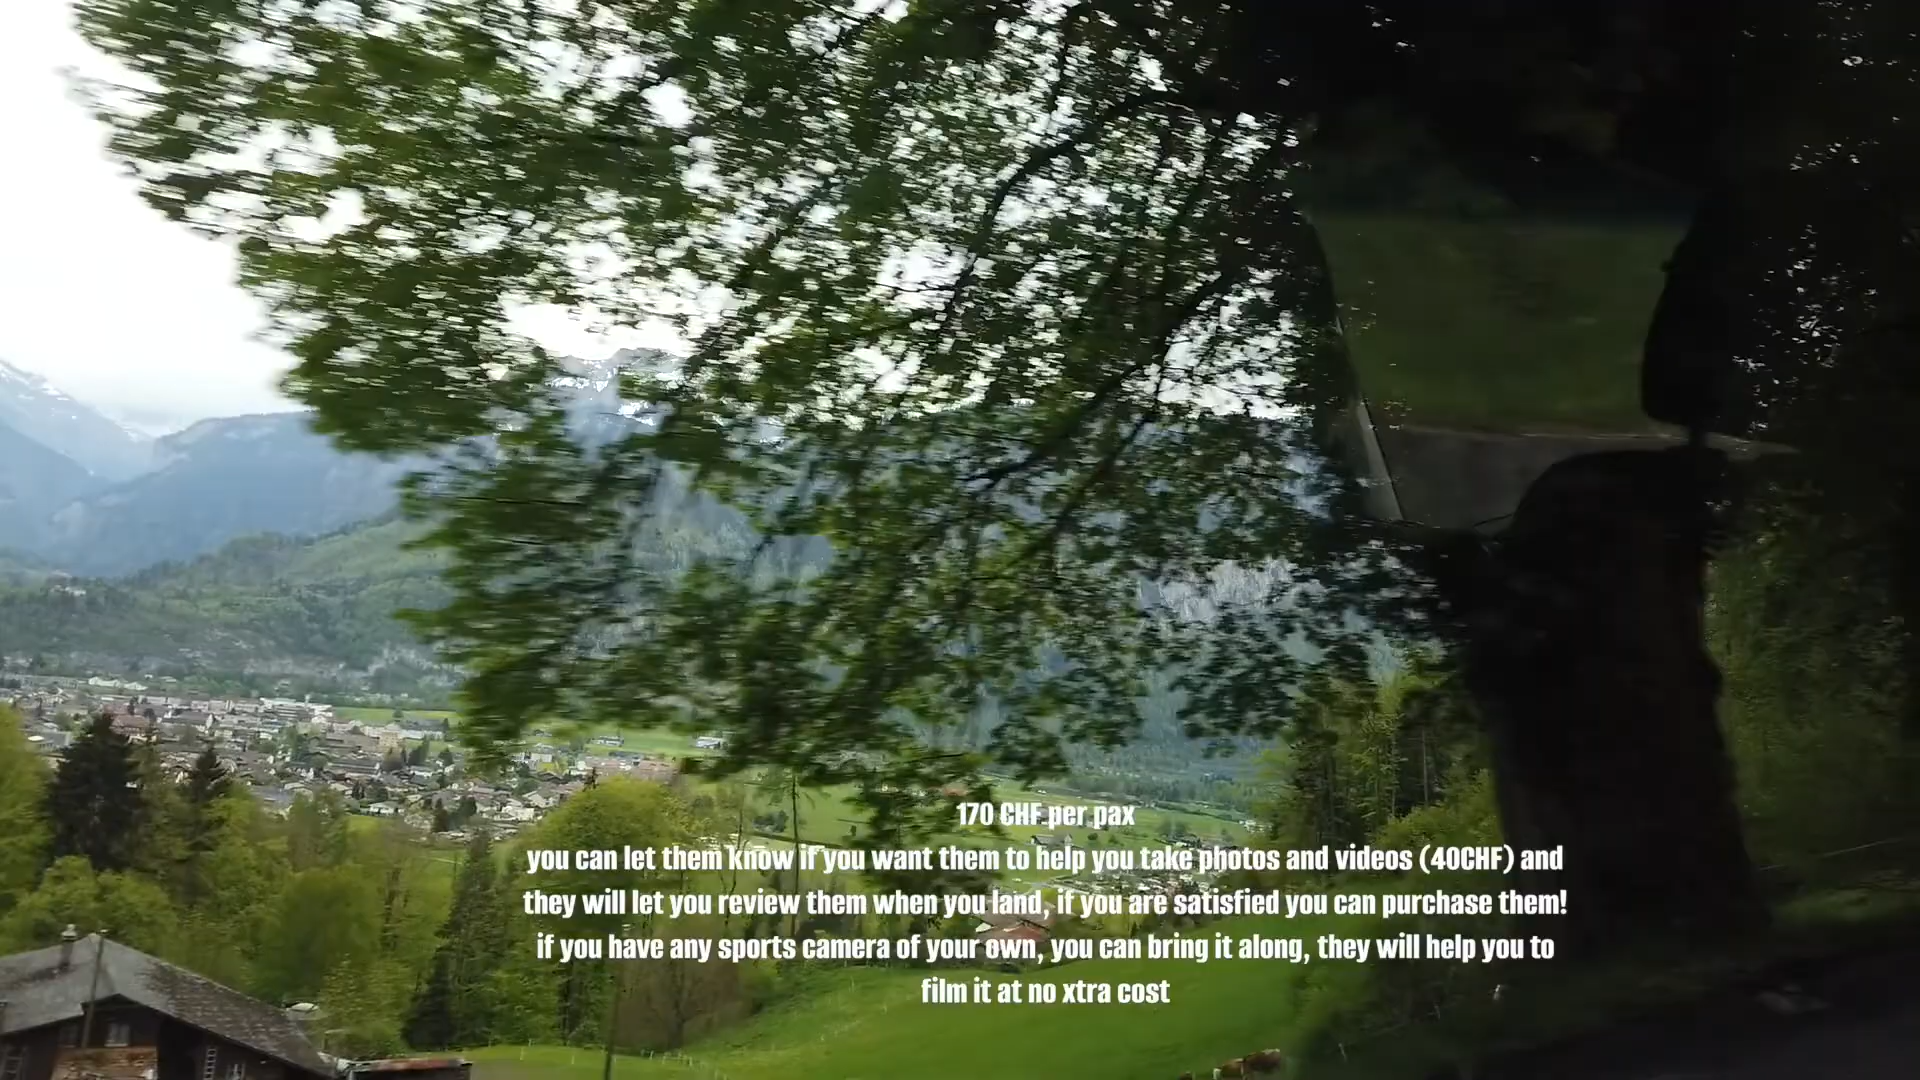 170 CHF per pax
you can let them know if you want them to help you take photos and videos (40CHF) and
they will let you review them when you land, if you are satisfied you can purchase them!
if you have any sports camera of your own, you can bring it along, they will help you to
film it at no xtra cost